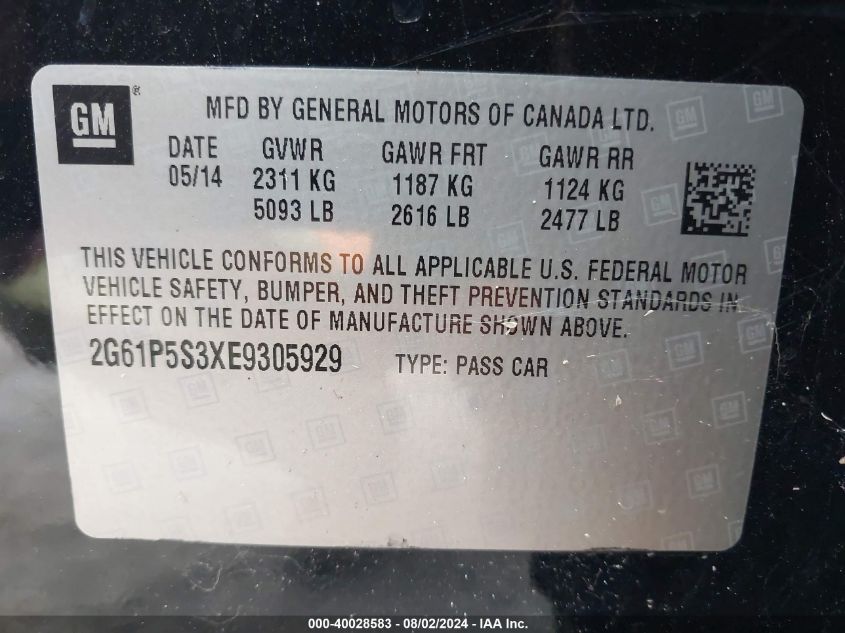 GM ®
MFD BY GENERAL MOTORS OF CANADA LTD.
DATE GVWR GAWR FRT GAWR RR
05/14 2311 KG 1187 KG 1124 KG
5093 LB 2616 LB 2477 LB
THIS VEHICLE CONFORMS TO ALL APPLICABLE U.S. FEDERAL MOTOR
VEHICLE SAFETY, BUMPER, AND THEFT PREVENTION STANDARDS IN
EFFECT ON THE DATE OF MANUFACTURE SHOWN ABOVE.
2G61P5S3XE9305929 TYPE: PASS CAR
000-40028583 - 08/02/2024 - IAA Inc.